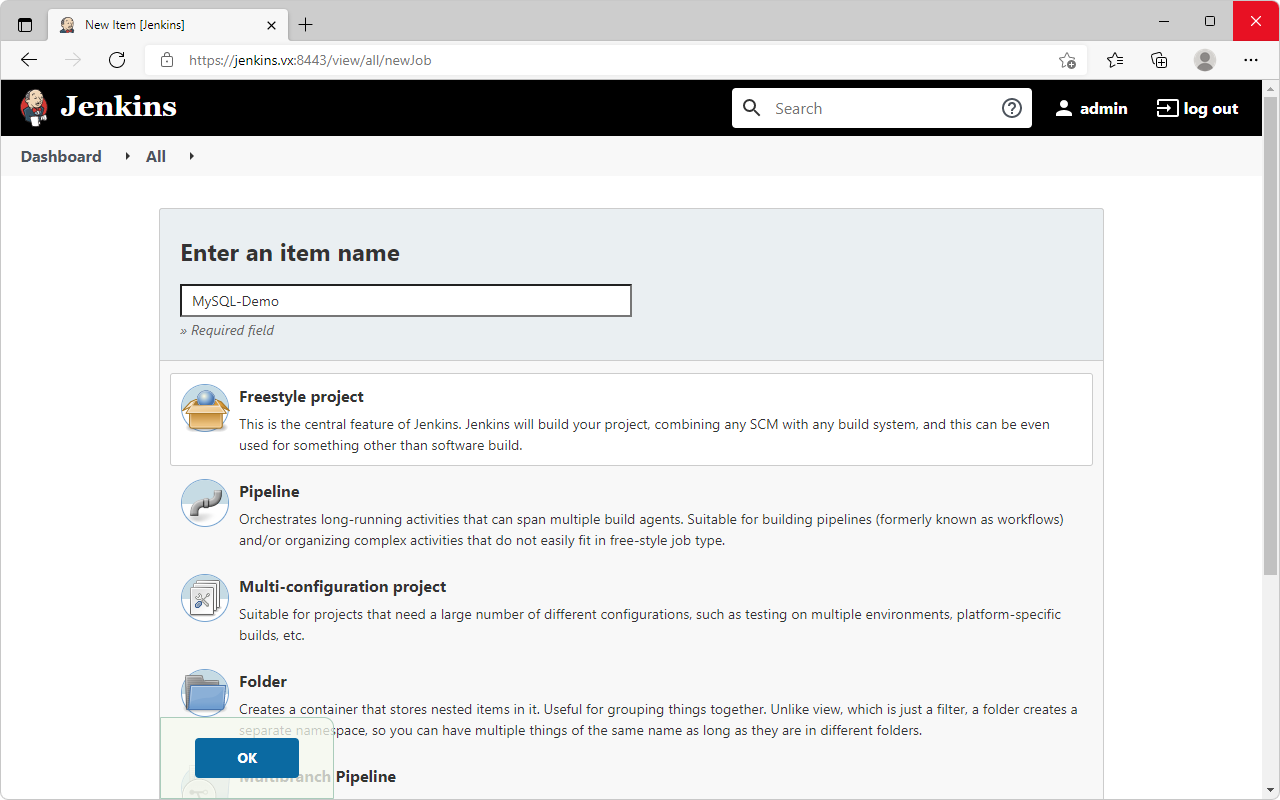 New Item [Jenkins]
https://jenkins.vx:8443/view/all/newJob
Jenkins
Search
admin
log out
Dashboard
All
Enter an item name
MySQL-Demo
» Required field
Freestyle project
This is the central feature of Jenkins. Jenkins will build your project, combining any SCM with any build system, and this can be even
used for something other than software build.
Pipeline
Orchestrates long-running activities that can span multiple build agents. Suitable for building pipelines (formerly known as workflows)
and/or organizing complex activities that do not easily fit in free-style job type.
Multi-configuration project
Suitable for projects that need a large number of different configurations, such as testing on multiple environments, platform-specific
builds, etc.
Folder
Creates a container that stores nested items in it. Useful for grouping things together. Unlike view, which is just a filter, a folder creates a
separate namespace, so you can have multiple things of the same name as long as they are in different folders.
OK
Multibranch Pipeline